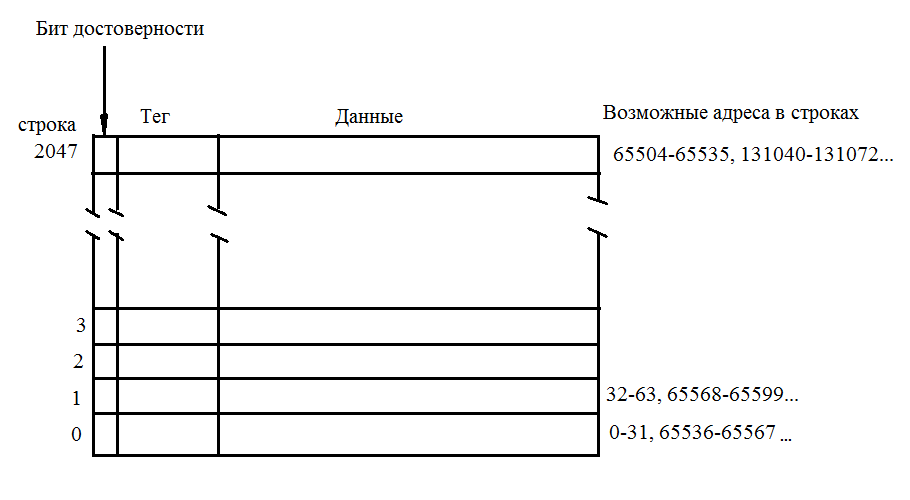 Бит достоверности
Тег
Данные
Возможные адреса в строках
строка
2047
65504-65535, 131040-131072...
3
2
1
32-63, 65568-65599...
0
0-31, 65536-65567 ...